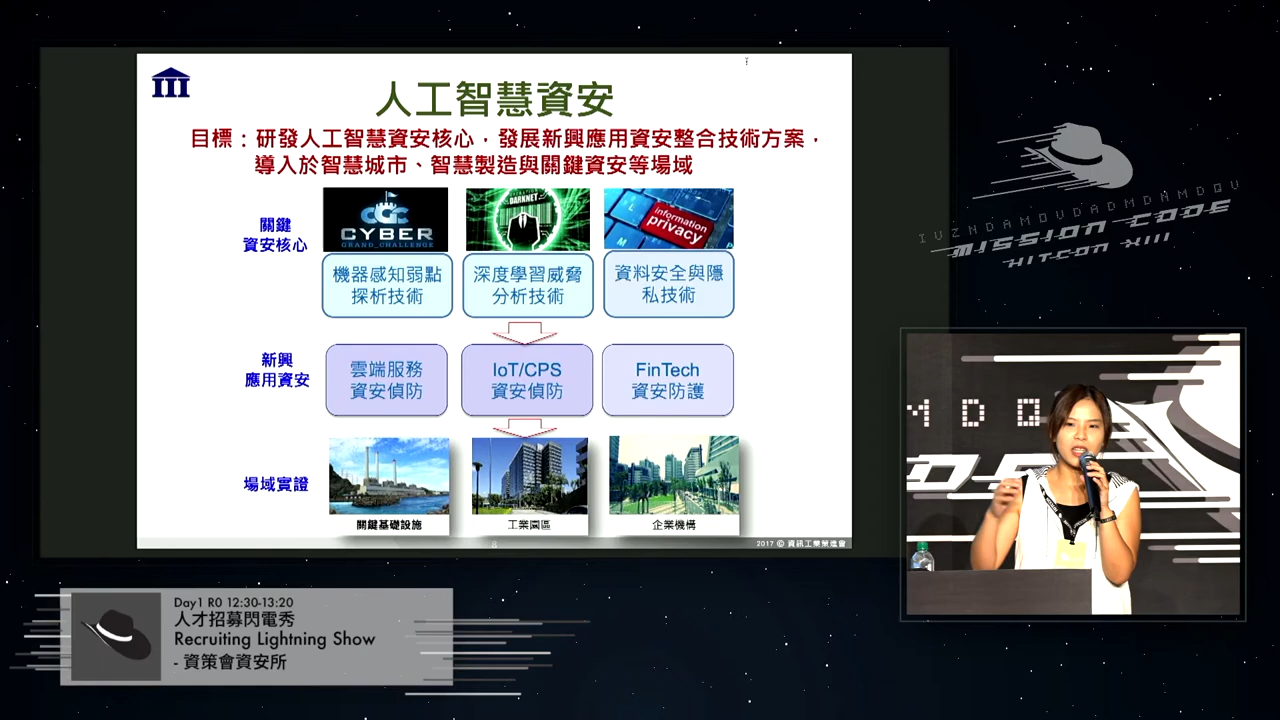 人工智慧資安
目標：研發人工智慧資安核心，發展新興應用資安整合技術方案，
導入於智慧城市、智慧製造與關鍵資安等場域
關鍵
資安核心
CGC
CYBER
GRAND_CHALLENGE
DARKNET
information
privacy
機器感知弱點
探析技術
深度學習威脅
分析技術
資料安全與隱
私技術
新興
應用資安
雲端服務
資安偵防
IoT/CPS
資安偵防
FinTech
資安防護
場域實證
關鍵基礎設施
工業園區
企業機構
8
2017 © 資訊工業策進會
IVZNDAMOVDADMDNHMDQV
MISSION CODE
HITCON XIII
MDQ
Day1 R0 12:30-13:20
人才招募閃電秀
Recruiting Lightning Show
- 資策會資安所